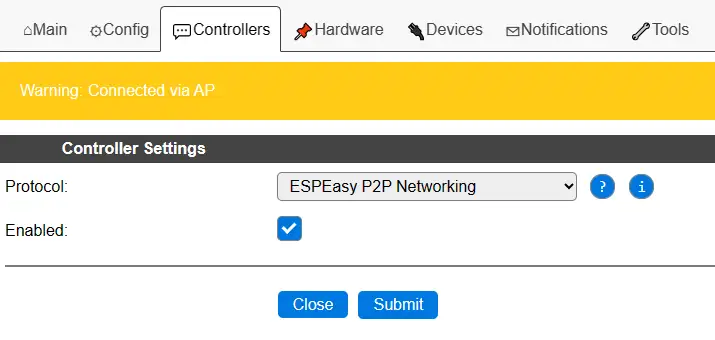 Main Config Controllers Hardware Devices Notifications Tools
Warning: Connected via AP
Controller Settings
Protocol: ESPEasy P2P Networking ? i
Enabled:
Close Submit